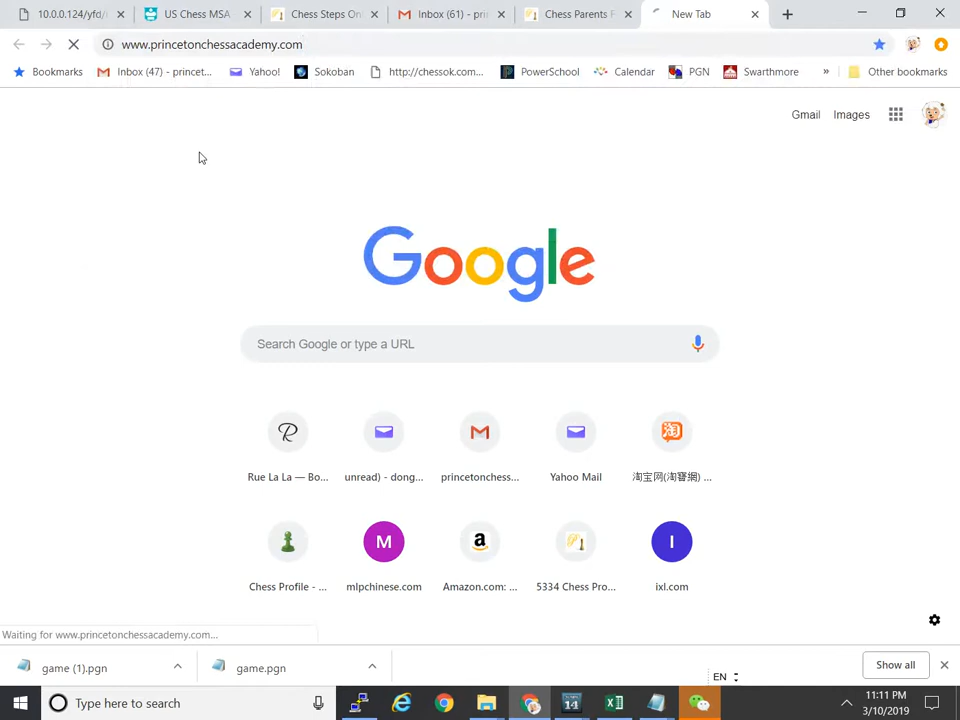 10.0.0.124/yfd/
US Chess MSA
Chess Steps On
Inbox (61) - pri
Chess Parents F
New Tab
www.princetonchessacademy.com
Bookmarks
Inbox (47) - princet...
Yahoo!
Sokoban
http://chessok.com...
PowerSchool
Calendar
PGN
Swarthmore
»
Other bookmarks
Gmail
Images
Google
Search Google or type a URL
Rue La La — Bo...
unread) - dong...
princetonchess...
Yahoo Mail
淘
淘宝网(淘寶網) ...
M
a
I
Chess Profile - ...
mlpchinese.com
Amazon.com: ...
5334 Chess Pro...
ixl.com
Waiting for www.princetonchessacademy.com...
game (1).pgn
game.pgn
Show all
EN
Type here to search
14
11:11 PM
3/10/2019